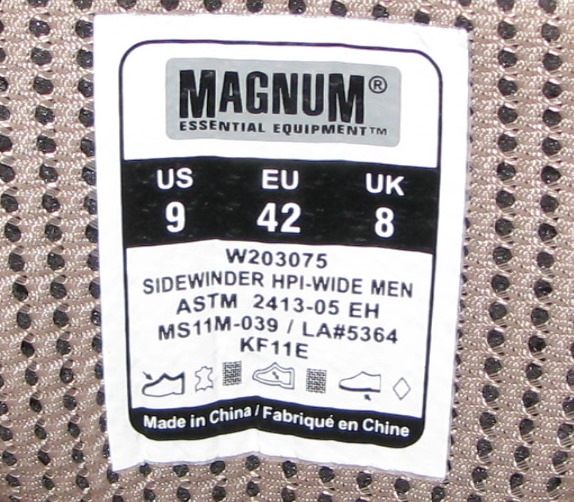 MAGNUM®
ESSENTIAL EQUIPMENT™
US EU UK
9 42 8
W203075
SIDEWINDER HPI-WIDE MEN
ASTM 2413-05 EH
MS11M-039 / LA#5364
KF11E
Made in China / Fabriqué en Chine